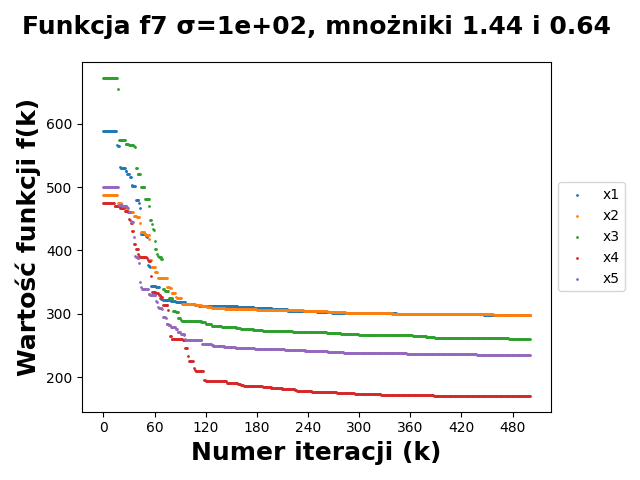 Funkcja f7 σ=1e+02, mnożniki 1.44 i 0.64
Wartość funkcji f(k)
600
500
400
300
200
0 60 120 180 240 300 360 420 480
Numer iteracji (k)
x1
x2
x3
x4
x5